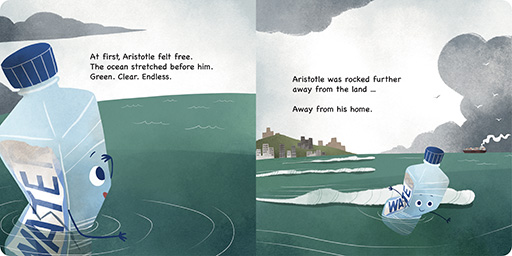 At first, Aristotle felt free.
The ocean stretched before him.
Green. Clear. Endless.
WATE
Aristotle was rocked further
away from the land ...
Away from his home.
WATE